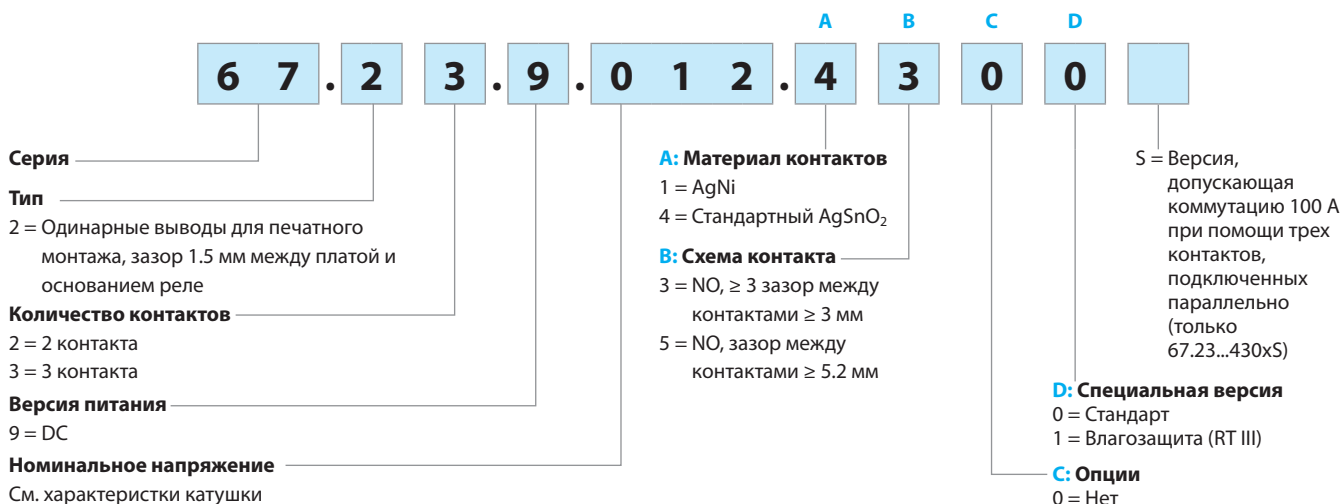 A B C D
6 7 . 2 3 . 9 . 0 1 2 . 4 3 0 0
Серия
Тип
2 = Одинарные выводы для печатного
монтажа, зазор 1.5 мм между платой и
основанием реле
Количество контактов
2 = 2 контакта
3 = 3 контакта
Версия питания
9 = DC
Номинальное напряжение
См. характеристики катушки
A: Материал контактов
1 = AgNi
4 = Стандартный AgSnO₂
B: Схема контакта
3 = NO, ≥ 3 зазор между
контактами ≥ 3 мм
5 = NO, зазор между
контактами ≥ 5.2 мм
S = Версия,
допускающая
коммутацию 100 А
при помощи трех
контактов,
подключенных
параллельно
(только
67.23...430xS)
D: Специальная версия
0 = Стандарт
1 = Влагозащита (RT III)
C: Опции
0 = Нет